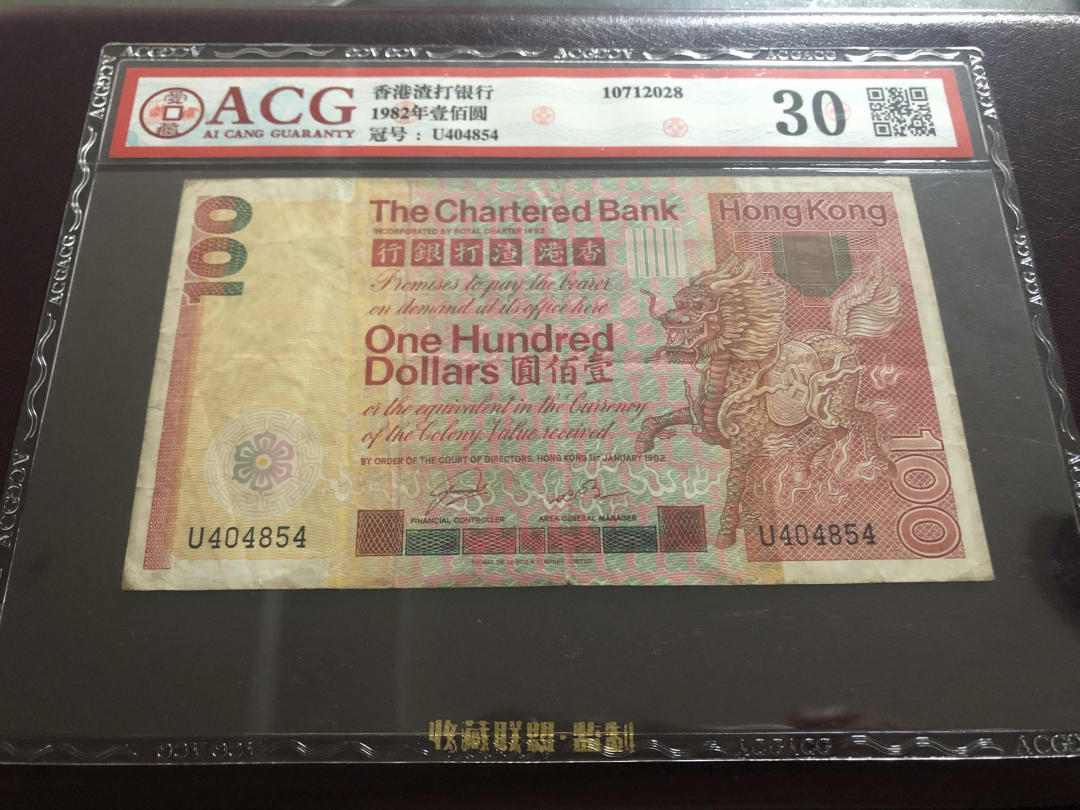 ACG
AI CANG GUARANTY
香港渣打银行
1982年壹佰圆
冠号：U404854
10712028
30
100
The Chartered Bank
INCORPORATED BY ROYAL CHARTER 1853
行銀打渣港香
HongKong
Promises to pay the bearer
on demand at its office here
One Hundred
Dollars 圓佰壹
or the equivalent in the Currency
of the Colony Value received.
BY ORDER OF THE COURT OF DIRECTORS, HONG KONG 1ST JANUARY 1982
FINANCIAL CONTROLLER
AREA GENERAL MANAGER
U404854
U404854
100
收藏联盟·监制